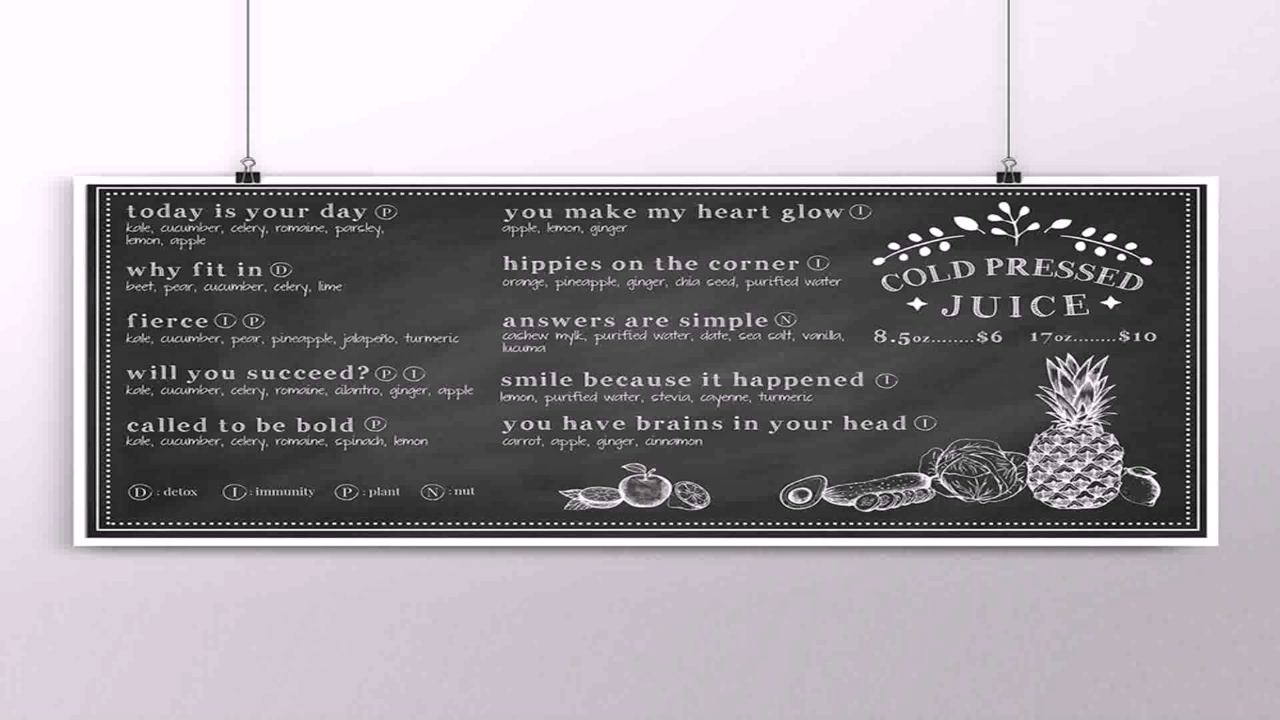 today is your day P
kale, cucumber, celery, romaine, parsley,
lemon, apple
why fit in D
beet, pear, cucumber, celery, lime
fierce I P
kale, cucumber, pear, pineapple, jalapeño, turmeric
will you succeed? P I
kale, cucumber, celery, romaine, cilantro, ginger, apple
called to be bold P
kale, cucumber, celery, romaine, spinach, lemon
D : detox I : immunity P : plant N : nut
you make my heart glow I
apple, lemon, ginger
hippies on the corner I
orange, pineapple, ginger, chia seed, purified water
answers are simple N
cashew mylk, purified water, date, sea salt, vanilla,
lucuma
smile because it happened I
lemon, purified water, stevia, cayenne, turmeric
you have brains in your head I
carrot, apple, ginger, cinnamon
COLD PRESSED
JUICE
8.5oz........$6 17oz.......$10